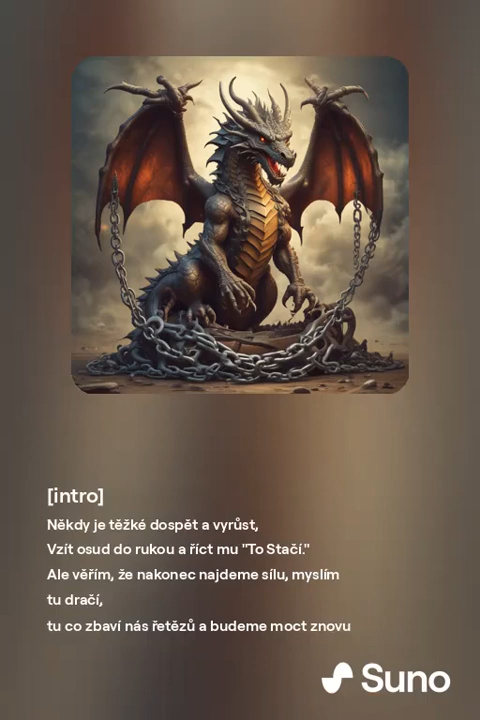 [intro]
Někdy je těžké dospět a vyrůst,
Vzít osud do rukou a říct mu "To Stačí."
Ale věřím, že nakonec najdeme sílu, myslím
tu dračí,
tu co zbaví nás řetězů a budeme moct znovu
Suno